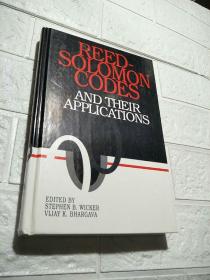 REED-
SOLOMON
CODES
AND THEIR
APPLICATIONS
EDITED BY
STEPHEN B. WICKER
VIJAY K. BHARGAVA